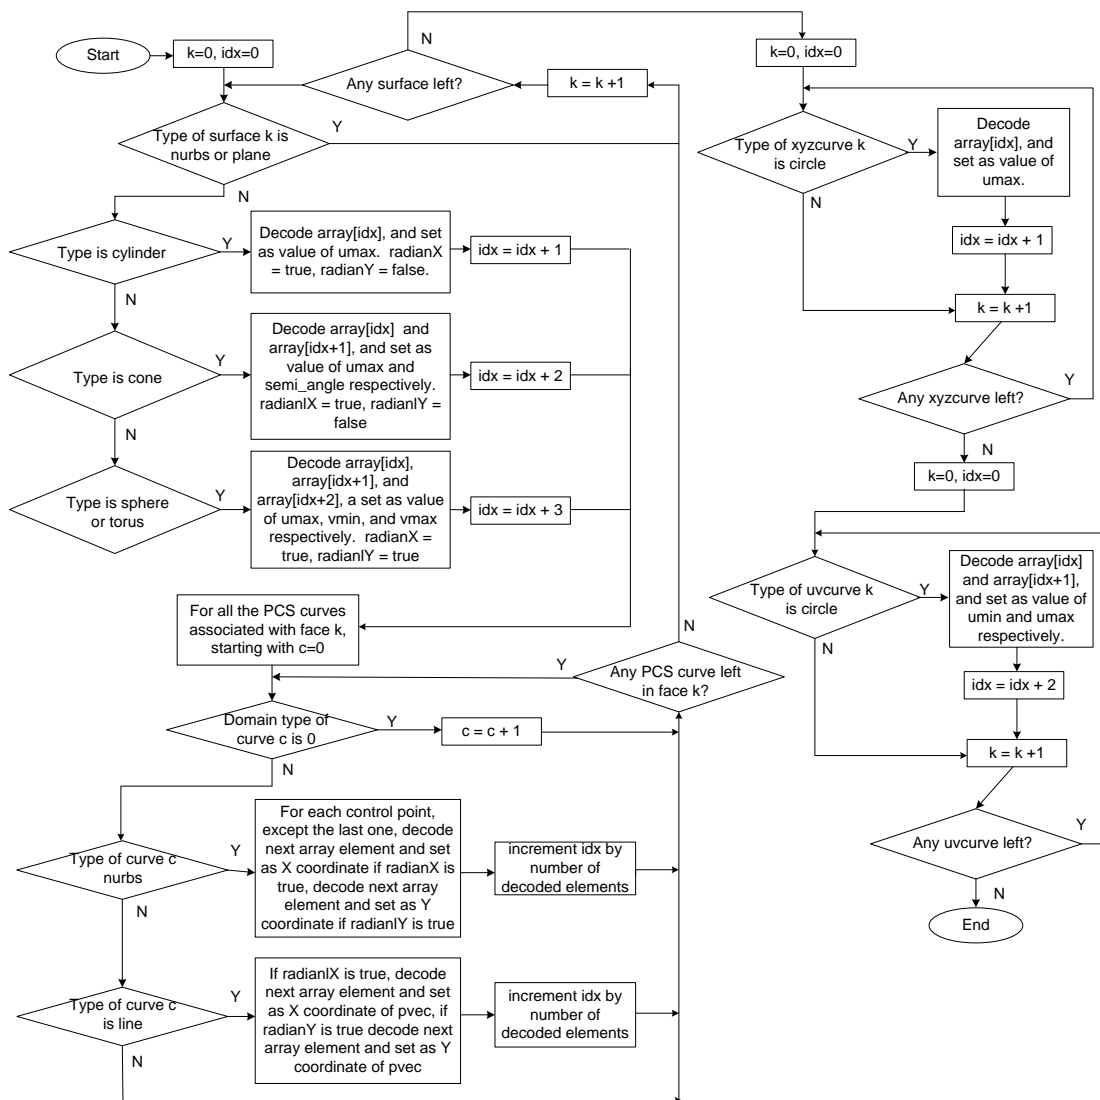 Start
k=0, idx=0
N
Any surface left?
k = k +1
Type of surface k is
nurbs or plane
Y
N
Type is cylinder
Y
Decode array[idx], and set
as value of umax.  radianX
= true, radianY = false.
idx = idx + 1
N
Type is cone
Y
Decode array[idx]  and
array[idx+1], and set as
value of umax and
semi_angle respectively.
radianlX = true, radianlY =
false
idx = idx + 2
N
Type is sphere
or torus
Y
Decode array[idx],
array[idx+1], and
array[idx+2], a set as value
of umax, vmin, and vmax
respectively.  radianX =
true, radianlY = true
idx = idx + 3
For all the PCS curves
associated with face k,
starting with c=0
N
Y
Any PCS curve left
in face k?
Domain type of
curve c is 0
Y
c = c + 1
N
Type of curve c
nurbs
Y
For each control point,
except the last one, decode
next array element and set
as X coordinate if radianX is
true, decode next array
element and set as Y
coordinate if radianlY is true
increment idx by
number of
decoded elements
N
Type of curve c
is line
Y
If radianlX is true, decode
next array element and set
as X coordinate of pvec, if
radianY is true decode next
array element and set as Y
coordinate of pvec
increment idx by
number of
decoded elements
N
k=0, idx=0
Type of xyzcurve k
is circle
Y
Decode
array[idx], and
set as value of
umax.
N
idx = idx + 1
k = k +1
Any xyzcurve left?
Y
N
k=0, idx=0
Type of uvcurve k
is circle
Y
Decode array[idx]
and array[idx+1],
and set as value of
umin and umax
respectively.
N
idx = idx + 2
k = k +1
Any uvcurve left?
Y
N
End